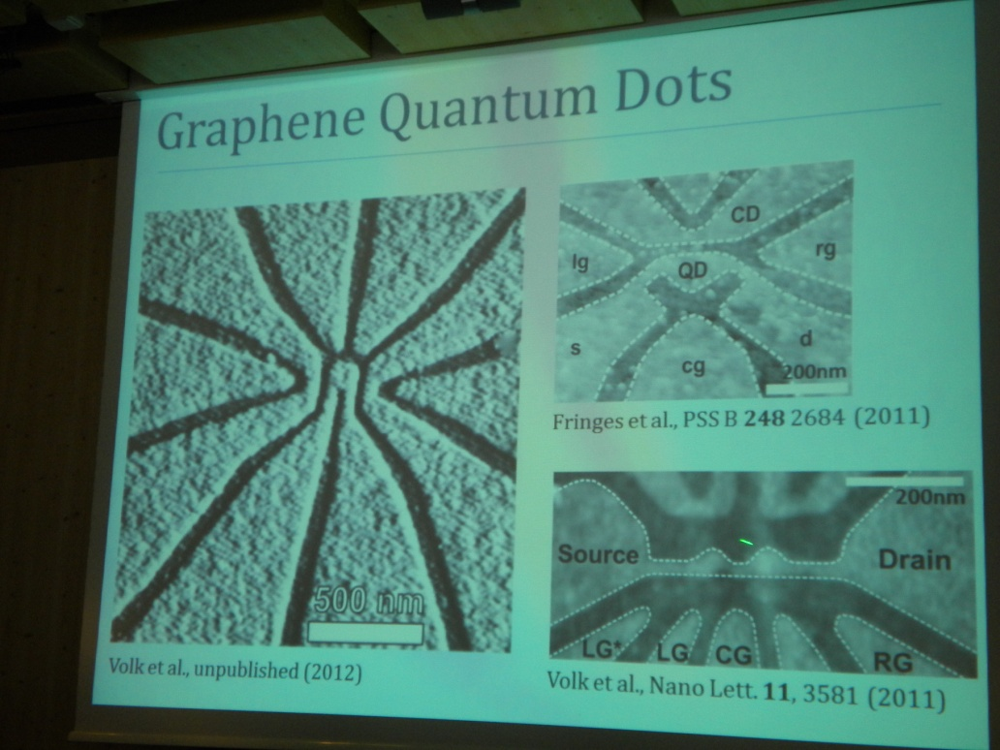 Graphene Quantum Dots
500 nm
Volk et al., unpublished (2012)
CD
lg
QD
rg
s
d
cg
200nm
Fringes et al., PSS B 248 2684 (2011)
200nm
Source
Drain
LG*
LG
CG
RG
Volk et al., Nano Lett. 11, 3581 (2011)